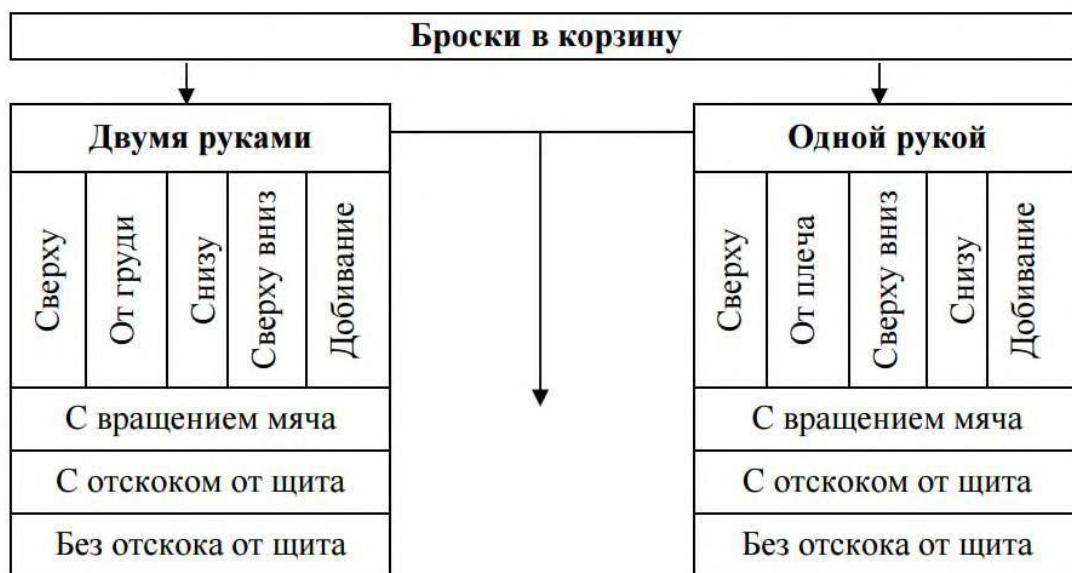 Броски в корзину
Двумя руками
Одной рукой
Сверху
От груди
Снизу
Сверху вниз
Добивание
Сверху
От плеча
Сверху вниз
Снизу
Добивание
С вращением мяча
С вращением мяча
С отскоком от щита
С отскоком от щита
Без отскока от щита
Без отскока от щита